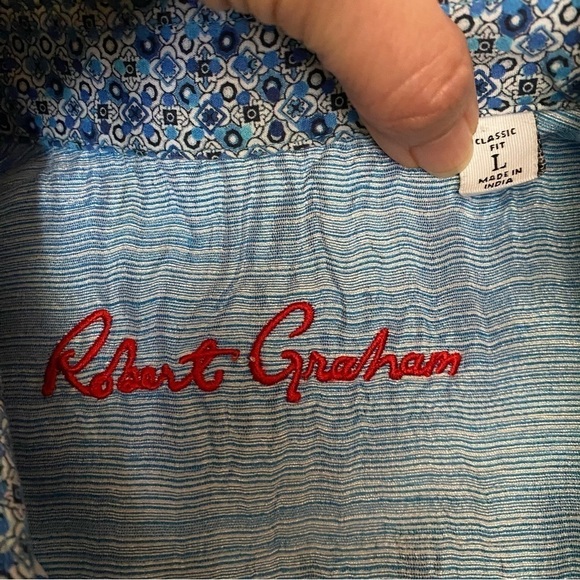 CLASSIC
FIT
L
MADE IN
INDIA
Robert Graham